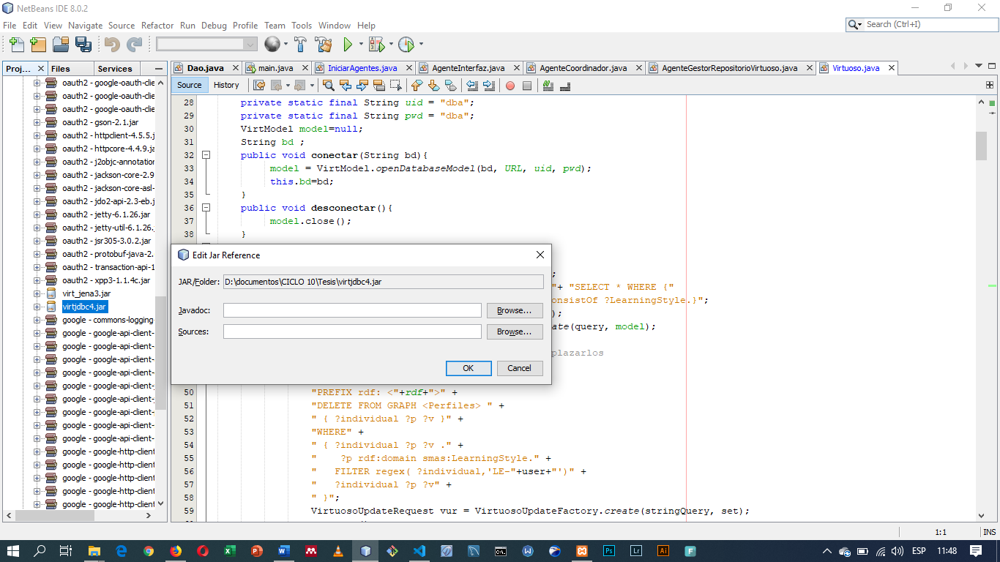 NetBeans IDE 8.0.2
File Edit View Navigate Source Refactor Run Debug Profile Team Tools Window Help
Search (Ctrl+I)
Proj... Files Services
Dao.java main.java IniciarAgentes.java AgenteInterfaz.java AgenteCoordinador.java AgenteGestorRepositorioVirtuoso.java Virtuoso.java
Source History
oauth2 - google-oauth-clie
oauth2 - google-oauth-clie
oauth2 - google-oauth-clie
oauth2 - gson-2.1.jar
oauth2 - httpclient-4.5.5.j
oauth2 - httpcore-4.4.9.ja
oauth2 - j2objc-annotation
oauth2 - jackson-core-2.9
oauth2 - jackson-core-asl-
oauth2 - jdo2-api-2.3-eb.j
oauth2 - jetty-6.1.26.jar
oauth2 - jetty-util-6.1.26.
oauth2 - jsr305-3.0.2.jar
oauth2 - protobuf-java-2.
oauth2 - transaction-api-1
oauth2 - xpp3-1.1.4c.jar
virt_jena3.jar
virtjdbc4.jar
google - commons-logging-
google - google-api-client-
google - google-api-client-
google - google-api-client-
google - google-api-client-
google - google-api-client-
google - google-api-client-
google - google-api-client-
google - google-api-client-
google - google-api-client-
google - google-http-client
google - google-http-client
google - google-http-client
google - google-http-client
google - google-http-client
28 private static final String uid = "dba";
29 private static final String pwd = "dba";
30 VirtModel model=null;
31 String bd ;
32 public void conectar(String bd){
33 model = VirtModel.openDatabaseModel(bd, URL, uid, pwd);
34 this.bd=bd;
35 }
36 public void desconectar(){
37 model.close();
38 }
;
"+ "SELECT * WHERE {"
onsistOf ?LearningStyle.}";
);
ate(query, model);
plazarlos
Edit Jar Reference
JAR/Folder: D:\documentos\CICLO 10\Tesis\virtjdbc4.jar
Javadoc: Browse...
Sources: Browse...
OK Cancel
50 "PREFIX rdf: <"+rdf+">" +
51 "DELETE FROM GRAPH <Perfiles> " +
52 " { ?individual ?p ?v }" +
53 "WHERE" +
54 " { ?individual ?p ?v ." +
55 " ?p rdf:domain smas:LearningStyle." +
56 " FILTER regex( ?individual,'LE-"+user+"')" +
57 " ?individual ?p ?v" +
58 " }";
59 VirtuosoUpdateRequest vur = VirtuosoUpdateFactory.create(stringQuery, set);
1:1 INS
ESP 11:48